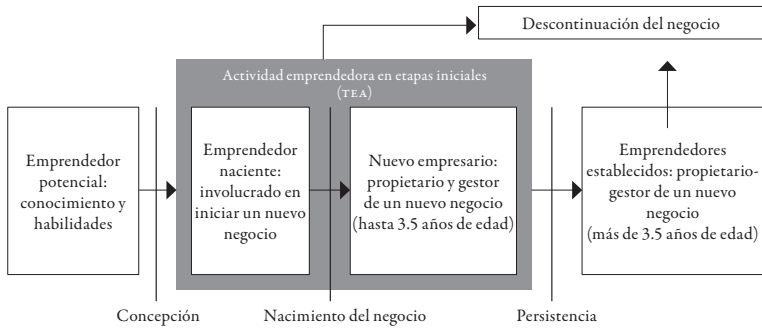 Descontinuación del negocio
Actividad emprendedora en etapas iniciales
(TEA)
Emprendedor
potencial:
conocimiento y
habilidades
Emprendedor
naciente:
involucrado en
iniciar un nuevo
negocio
Nuevo empresario:
propietario y gestor
de un nuevo negocio
(hasta 3.5 años de edad)
Emprendedores
establecidos: propietario-
gestor de un nuevo
negocio
(más de 3.5 años de edad)
Concepción
Nacimiento del negocio
Persistencia